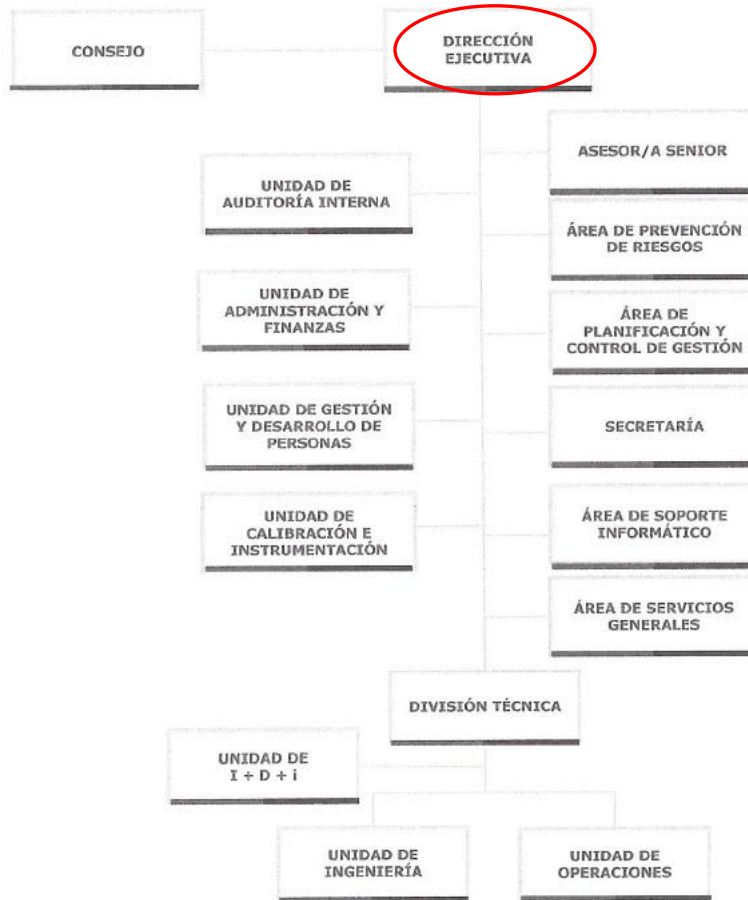 CONSEJO
DIRECCIÓN
EJECUTIVA
ASESOR/A SENIOR
UNIDAD DE
AUDITORÍA INTERNA
ÁREA DE PREVENCIÓN
DE RIESGOS
UNIDAD DE
ADMINISTRACIÓN Y
FINANZAS
ÁREA DE
PLANIFICACIÓN Y
CONTROL DE GESTIÓN
UNIDAD DE GESTIÓN
Y DESARROLLO DE
PERSONAS
SECRETARÍA
UNIDAD DE
CALIBRACIÓN E
INSTRUMENTACIÓN
ÁREA DE SOPORTE
INFORMÁTICO
ÁREA DE SERVICIOS
GENERALES
DIVISIÓN TÉCNICA
UNIDAD DE
I + D + i
UNIDAD DE
INGENIERÍA
UNIDAD DE
OPERACIONES